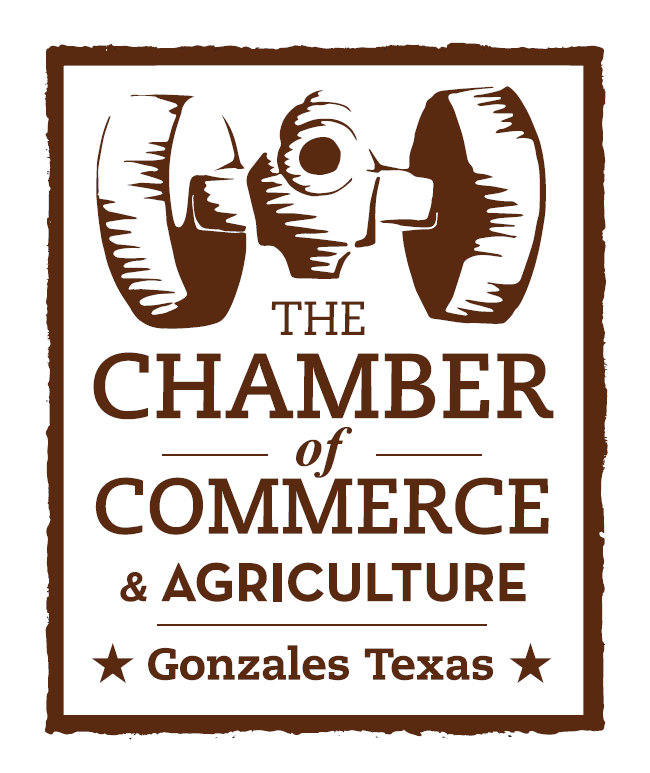 THE
CHAMBER
of
COMMERCE
& AGRICULTURE
★ Gonzales Texas ★